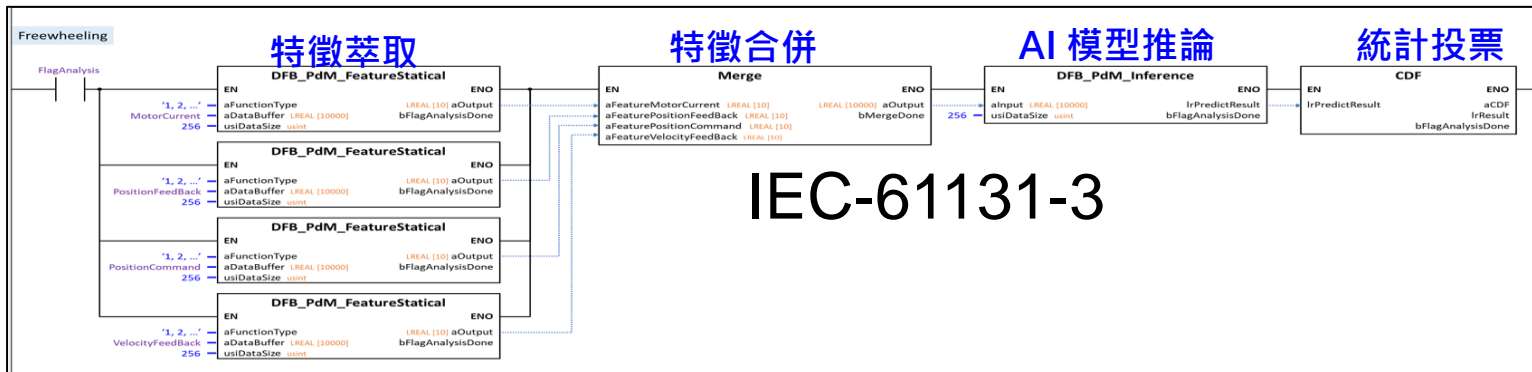 Freewheeling
FlagAnalysis
特徵萃取
DFB_PdM_FeatureStatical
EN ENO
'1, 2, ...' aFunctionType LREAL [10] aOutput
MotorCurrent aDataBuffer LREAL [10000] bFlagAnalysisDone
256 usiDataSize usint
DFB_PdM_FeatureStatical
EN ENO
'1, 2, ...' aFunctionType LREAL [10] aOutput
PositionFeedBack aDataBuffer LREAL [10000] bFlagAnalysisDone
256 usiDataSize usint
DFB_PdM_FeatureStatical
EN ENO
'1, 2, ...' aFunctionType LREAL [10] aOutput
PositionCommand aDataBuffer LREAL [10000] bFlagAnalysisDone
256 usiDataSize usint
DFB_PdM_FeatureStatical
EN ENO
'1, 2, ...' aFunctionType LREAL [10] aOutput
VelocityFeedBack aDataBuffer LREAL [10000] bFlagAnalysisDone
256 usiDataSize usint
特徵合併
Merge
EN ENO
aFeatureMotorCurrent LREAL [10] LREAL [10000] aOutput
aFeaturePositionFeedBack LREAL [10] bMergeDone
aFeaturePositionCommand LREAL [10]
aFeatureVelocityFeedBack LREAL [10]
AI 模型推論
DFB_PdM_Inference
EN ENO
aInput LREAL [10000] lrPredictResult
256 usiDataSize usint bFlagAnalysisDone
統計投票
CDF
EN ENO
lrPredictResult aCDF
lrResult
bFlagAnalysisDone
IEC-61131-3